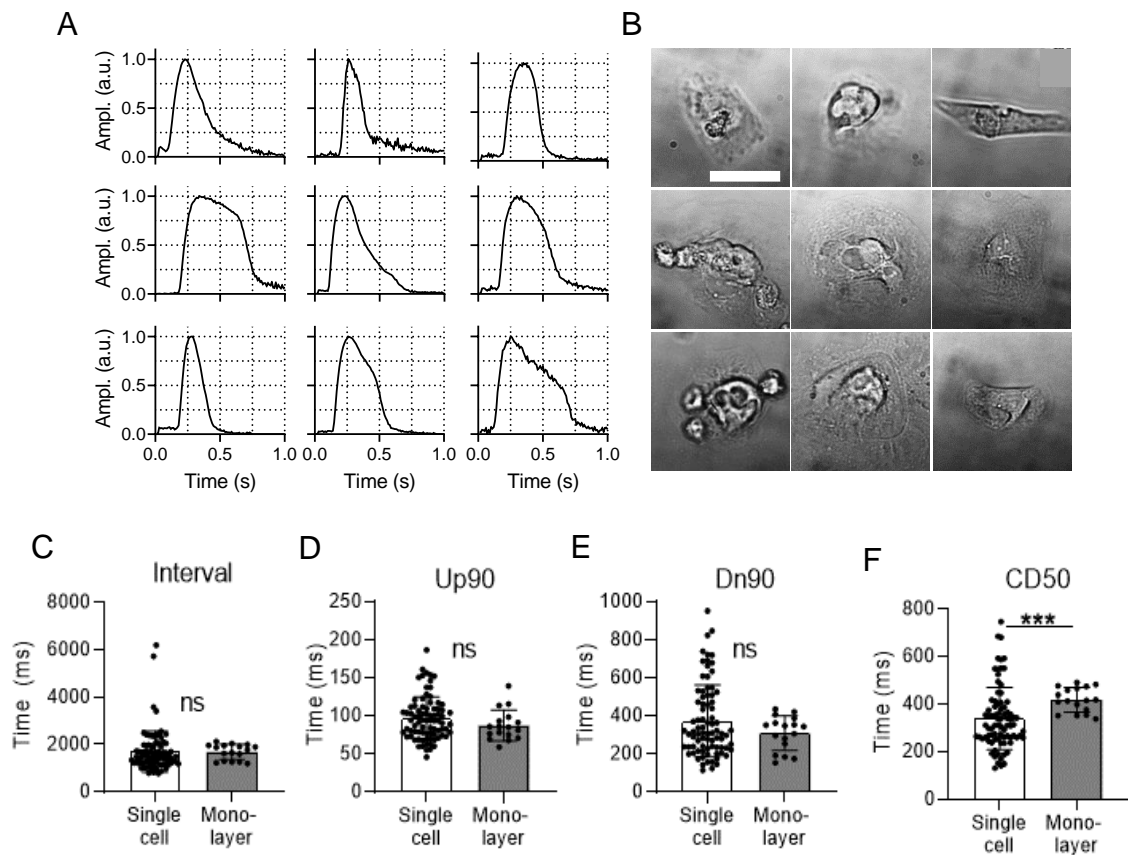 A
B
Ampl. (a.u.)
1.0
0.5
0.0
Ampl. (a.u.)
1.0
0.5
0.0
Ampl. (a.u.)
1.0
0.5
0.0
0.0 0.5 1.0
0.0 0.5 1.0
0.0 0.5 1.0
Time (s)
Time (s)
Time (s)
C
Interval
Time (ms)
8000
6000
4000
2000
0
ns
Single cell
Mono-layer
D
Up90
Time (ms)
250
200
150
100
50
0
ns
Single cell
Mono-layer
E
Dn90
Time (ms)
1000
800
600
400
200
0
ns
Single cell
Mono-layer
F
CD50
Time (ms)
800
600
400
200
0
***
Single cell
Mono-layer